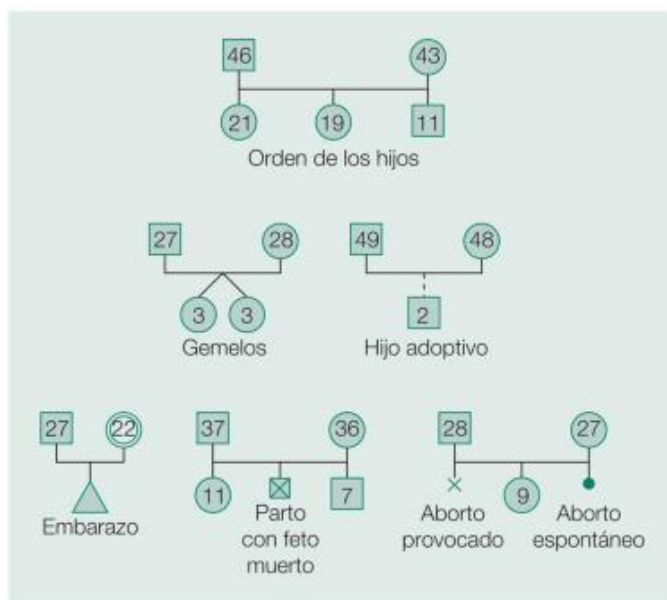 46 43
21 19 11
Orden de los hijos
27 28
3 3
Gemelos
49 48
2
Hijo adoptivo
27 22
Embarazo
37 36
11 7
Parto
con feto
muerto
28 27
9
Aborto
provocado
Aborto
espontáneo